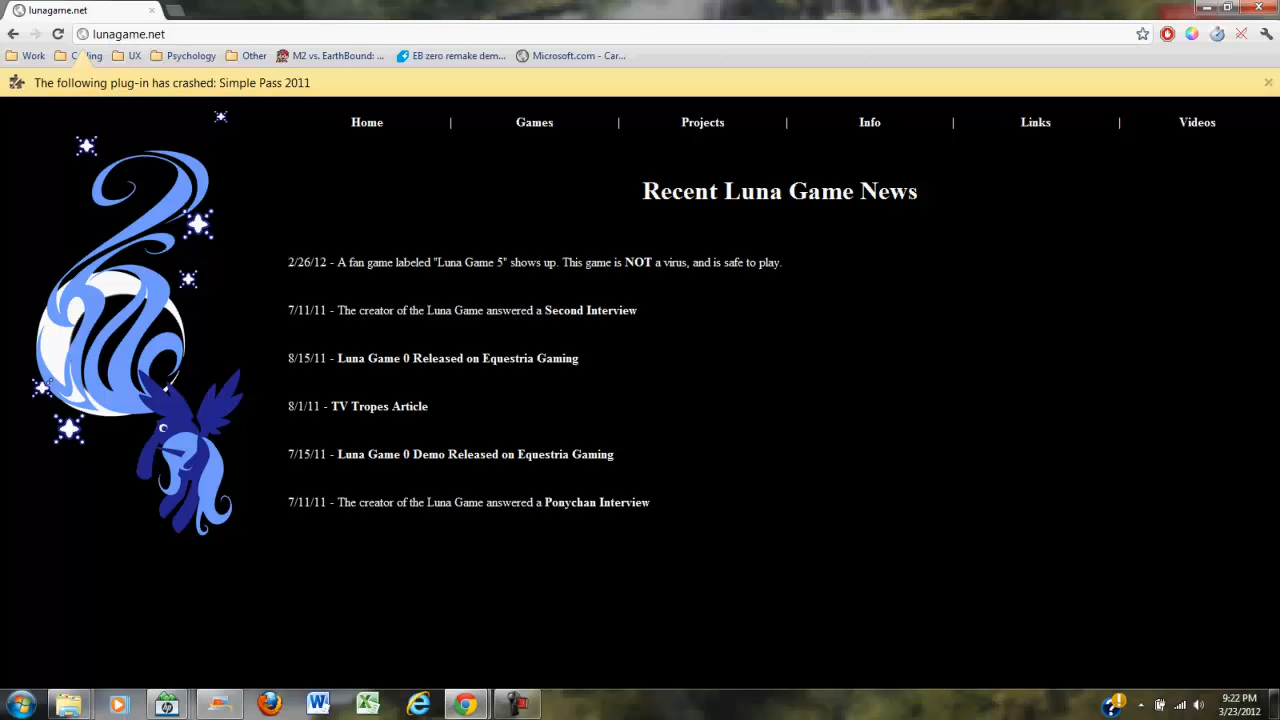 lunagame.net
lunagame.net
Work
UX
Psychology
Other
M2 vs. EarthBound: ...
EB zero remake dem...
Microsoft.com - Car...
The following plug-in has crashed: Simple Pass 2011
Home | Games | Projects | Info | Links | Videos
Recent Luna Game News
2/26/12 - A fan game labeled "Luna Game 5" shows up. This game is NOT a virus, and is safe to play.
7/11/11 - The creator of the Luna Game answered a Second Interview
8/15/11 - Luna Game 0 Released on Equestria Gaming
8/1/11 - TV Tropes Article
7/15/11 - Luna Game 0 Demo Released on Equestria Gaming
7/11/11 - The creator of the Luna Game answered a Ponychan Interview
9:22 PM
3/23/2012